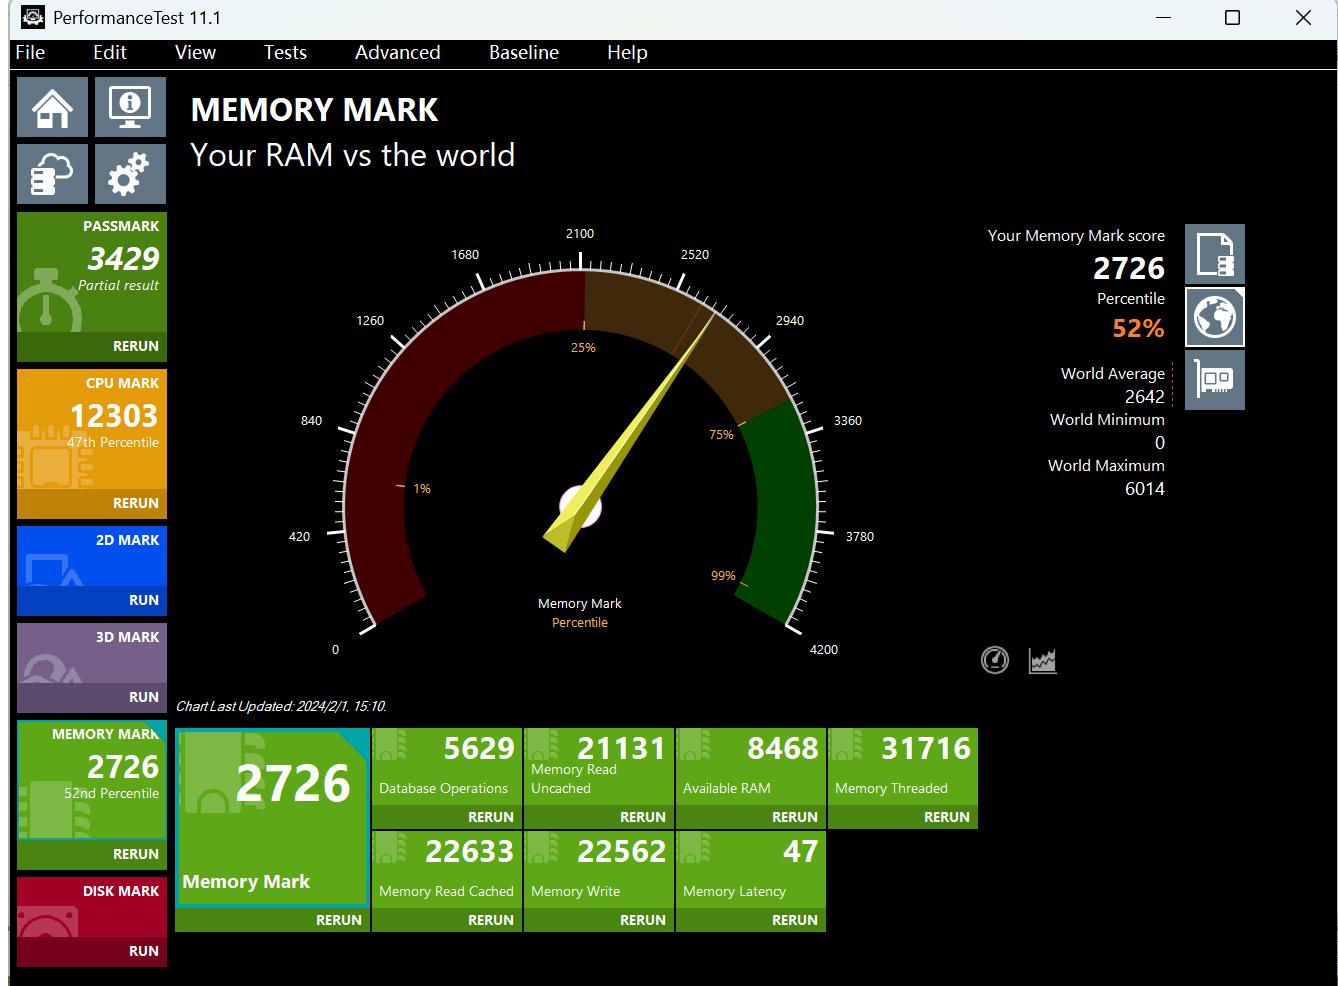 PerformanceTest 11.1
File Edit View Tests Advanced Baseline Help
MEMORY MARK
Your RAM vs the world
PASSMARK
3429
Partial result
RERUN
CPU MARK
12303
47th Percentile
RERUN
2D MARK
RUN
3D MARK
RUN
MEMORY MARK
2726
52nd Percentile
RERUN
DISK MARK
RUN
0
420
840
1260
1680
2100
2520
2940
3360
3780
4200
1%
25%
75%
99%
Memory Mark
Percentile
Your Memory Mark score
2726
Percentile
52%
World Average
2642
World Minimum
0
World Maximum
6014
Chart Last Updated: 2024/2/1, 15:10.
2726
Memory Mark
RERUN
5629
Database Operations
RERUN
21131
Memory Read
Uncached
RERUN
8468
Available RAM
RERUN
31716
Memory Threaded
RERUN
22633
Memory Read Cached
RERUN
22562
Memory Write
RERUN
47
Memory Latency
RERUN